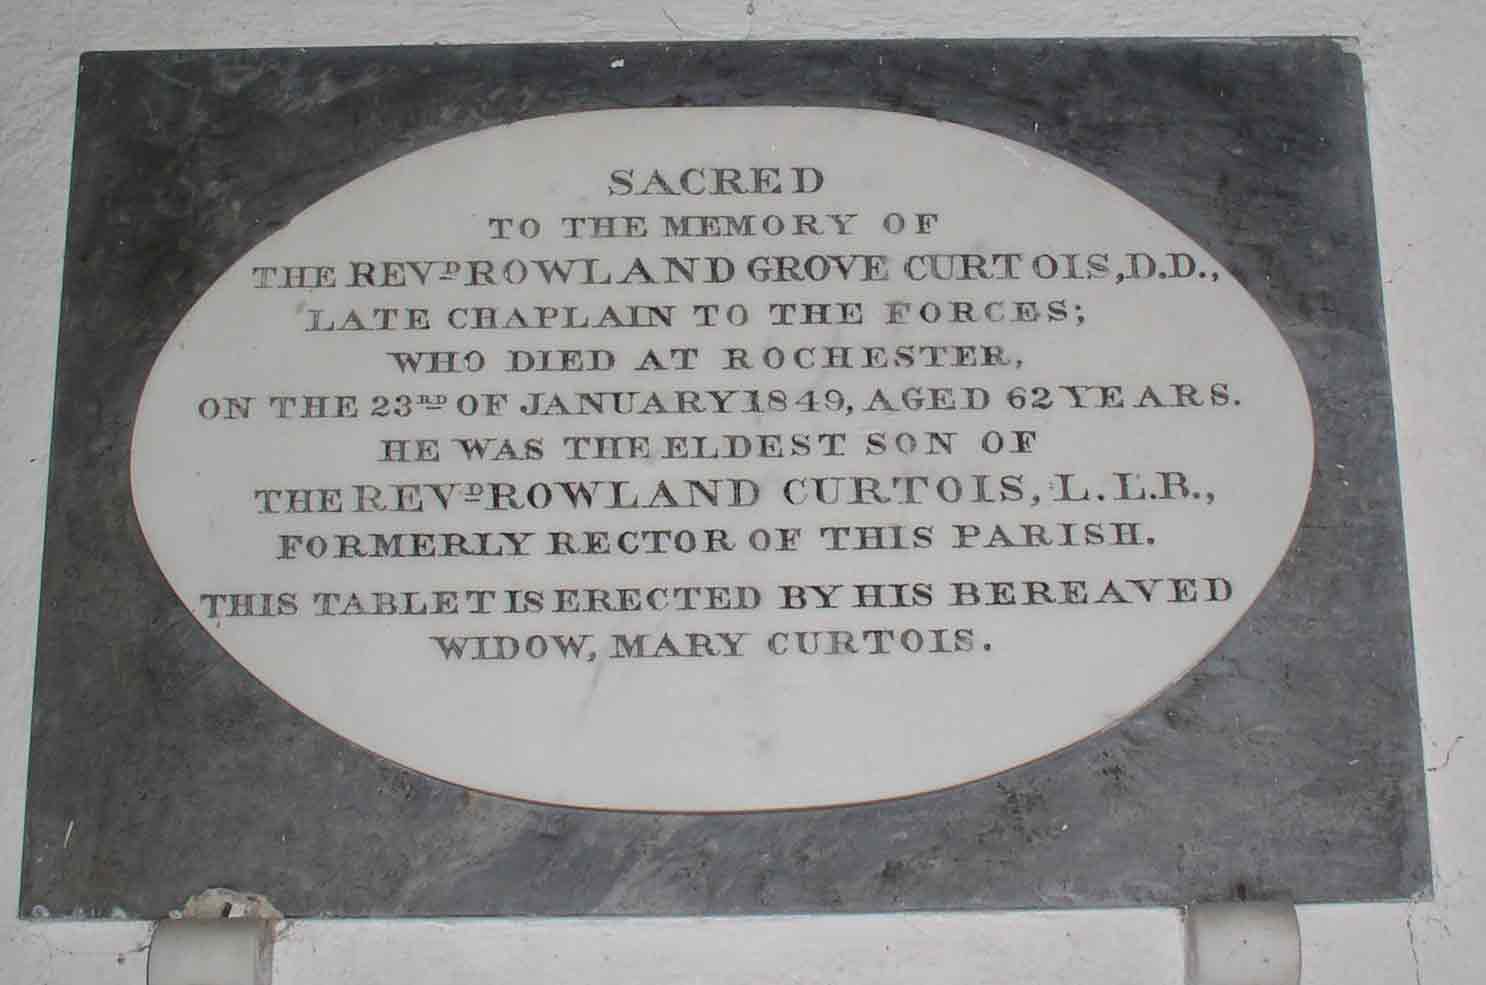 SACRED
TO THE MEMORY OF
THE REVD ROWLAND GROVE CURTOIS, D.D.,
LATE CHAPLAIN TO THE FORCES;
WHO DIED AT ROCHESTER,
ON THE 23RD OF JANUARY 1849, AGED 62 YEARS.
HE WAS THE ELDEST SON OF
THE REVD ROWLAND CURTOIS, L.L.B.,
FORMERLY RECTOR OF THIS PARISH.
THIS TABLET IS ERECTED BY HIS BEREAVED
WIDOW, MARY CURTOIS.